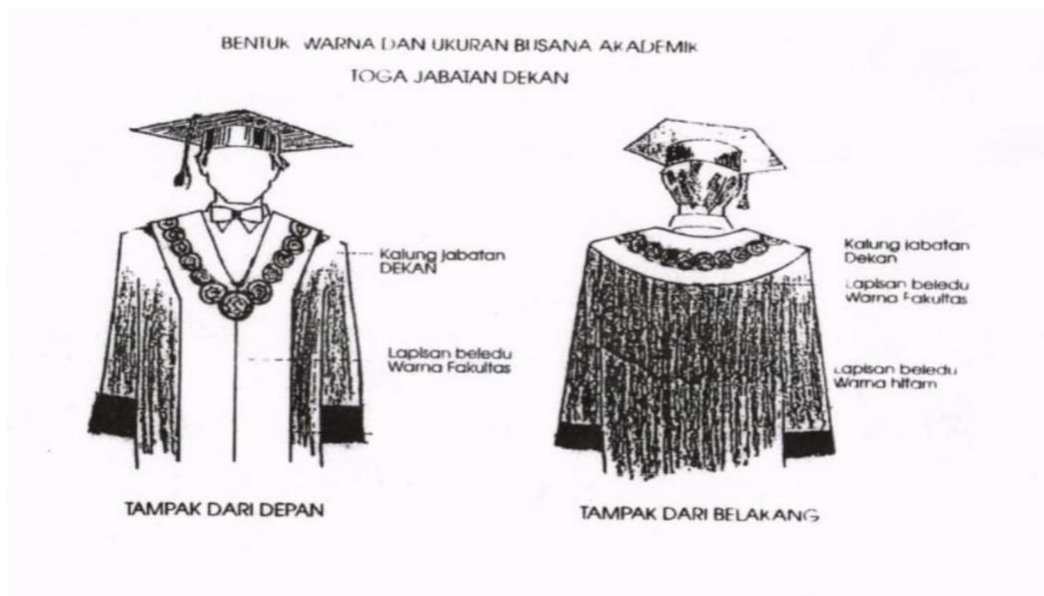 BENTUK WARNA DAN UKURAN BUSANA AKADEMIK
TOGA JABATAN DEKAN
Kalung jabatan
DEKAN
Lapisan beledu
Warna Fakultas
Kalung jabatan
Dekan
Lapisan beledu
Warna Fakultas
Lapisan beledu
Warna hitam
TAMPAK DARI DEPAN
TAMPAK DARI BELAKANG